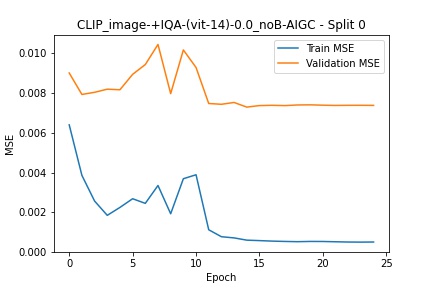 CLIP_image-+IQA-(vit-14)-0.0_noB-AIGC - Split 0
Train MSE
Validation MSE
0.010
0.008
0.006
0.004
0.002
0.000
MSE
0 5 10 15 20 25
Epoch